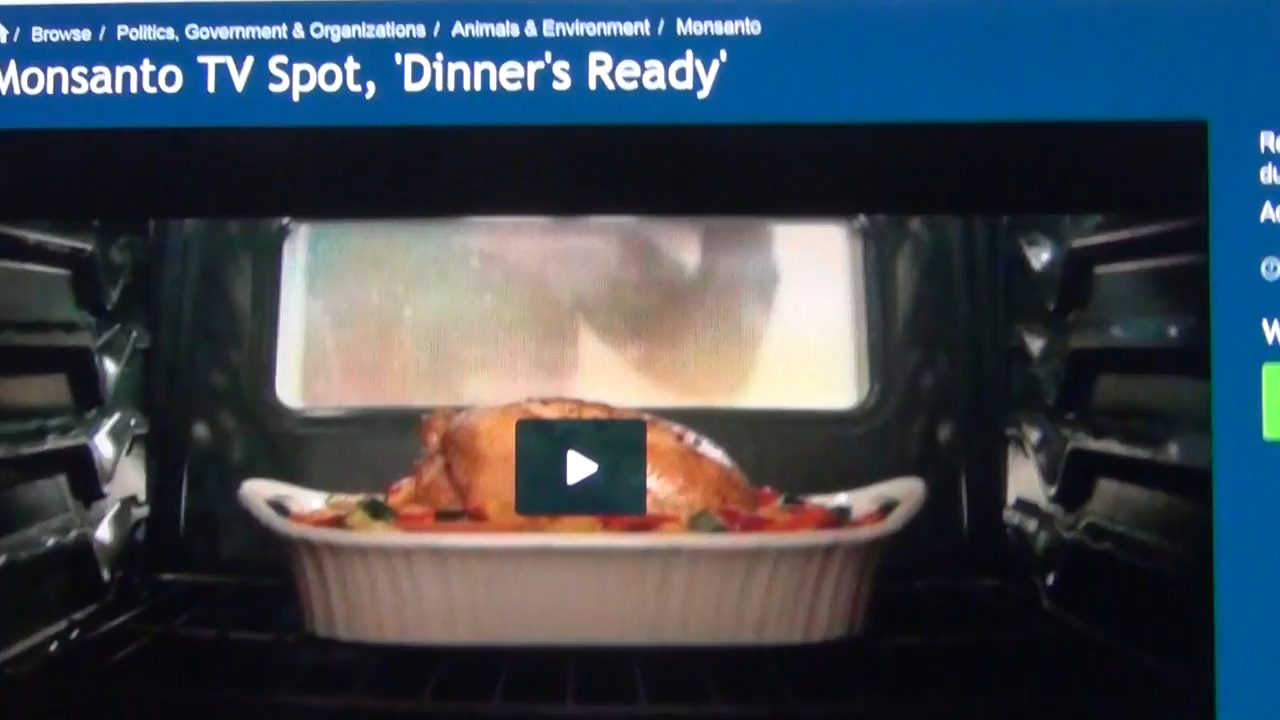 / Browse / Politics, Government & Organizations / Animals & Environment / Monsanto
Monsanto TV Spot, 'Dinner's Ready'